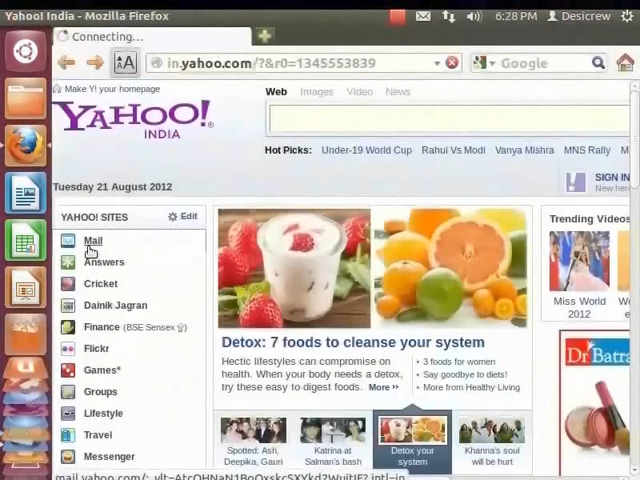 Yahoo! India - Mozilla Firefox
6:28 PM Desicrew
Connecting...
in.yahoo.com/?&r0=1345553839
Google
Make Y! your homepage
Web Images Video News
YAHOO!
INDIA
Hot Picks: Under-19 World Cup Rahul Vs Modi Vanya Mishra MNS Rally M
Tuesday 21 August 2012
SIGN IN
New here
YAHOO! SITES Edit
Mail
Answers
Cricket
Dainik Jagran
Finance (BSE Sensex)
Flickr
Games*
Groups
Lifestyle
Travel
Messenger
Detox: 7 foods to cleanse your system
Hectic lifestyles can compromise on
health. When your body needs a detox,
try these easy to digest foods. More ››
• 3 foods for women
• Say goodbye to diets!
• More from Healthy Living
Spotted: Ash,
Deepika, Gauri
Katrina at
Salman's bash
Detox your
system
Khanna's soul
will be hurt
Trending Videos
Miss World
2012
Dr Batra